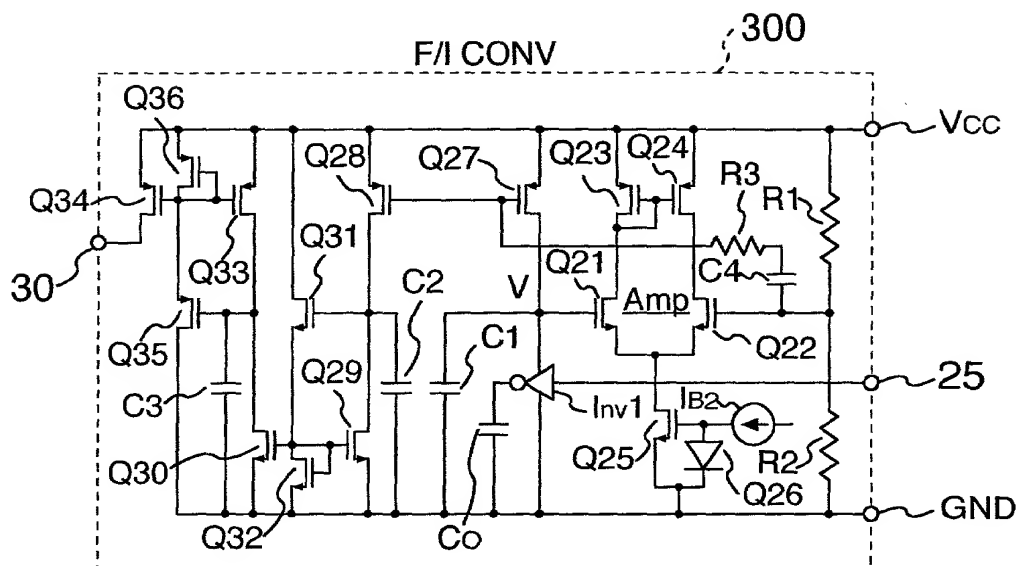 300
F/I CONV
Q36
VCC
Q28
Q27
Q23
Q24
R3
R1
Q34
Q31
Q21
C4
30
Q33
C2
V
Amp
Q35
C1
Q22
Q29
25
C3
Inv1
IB2
Q30
Q25
R2
Q26
Q32
CO
GND